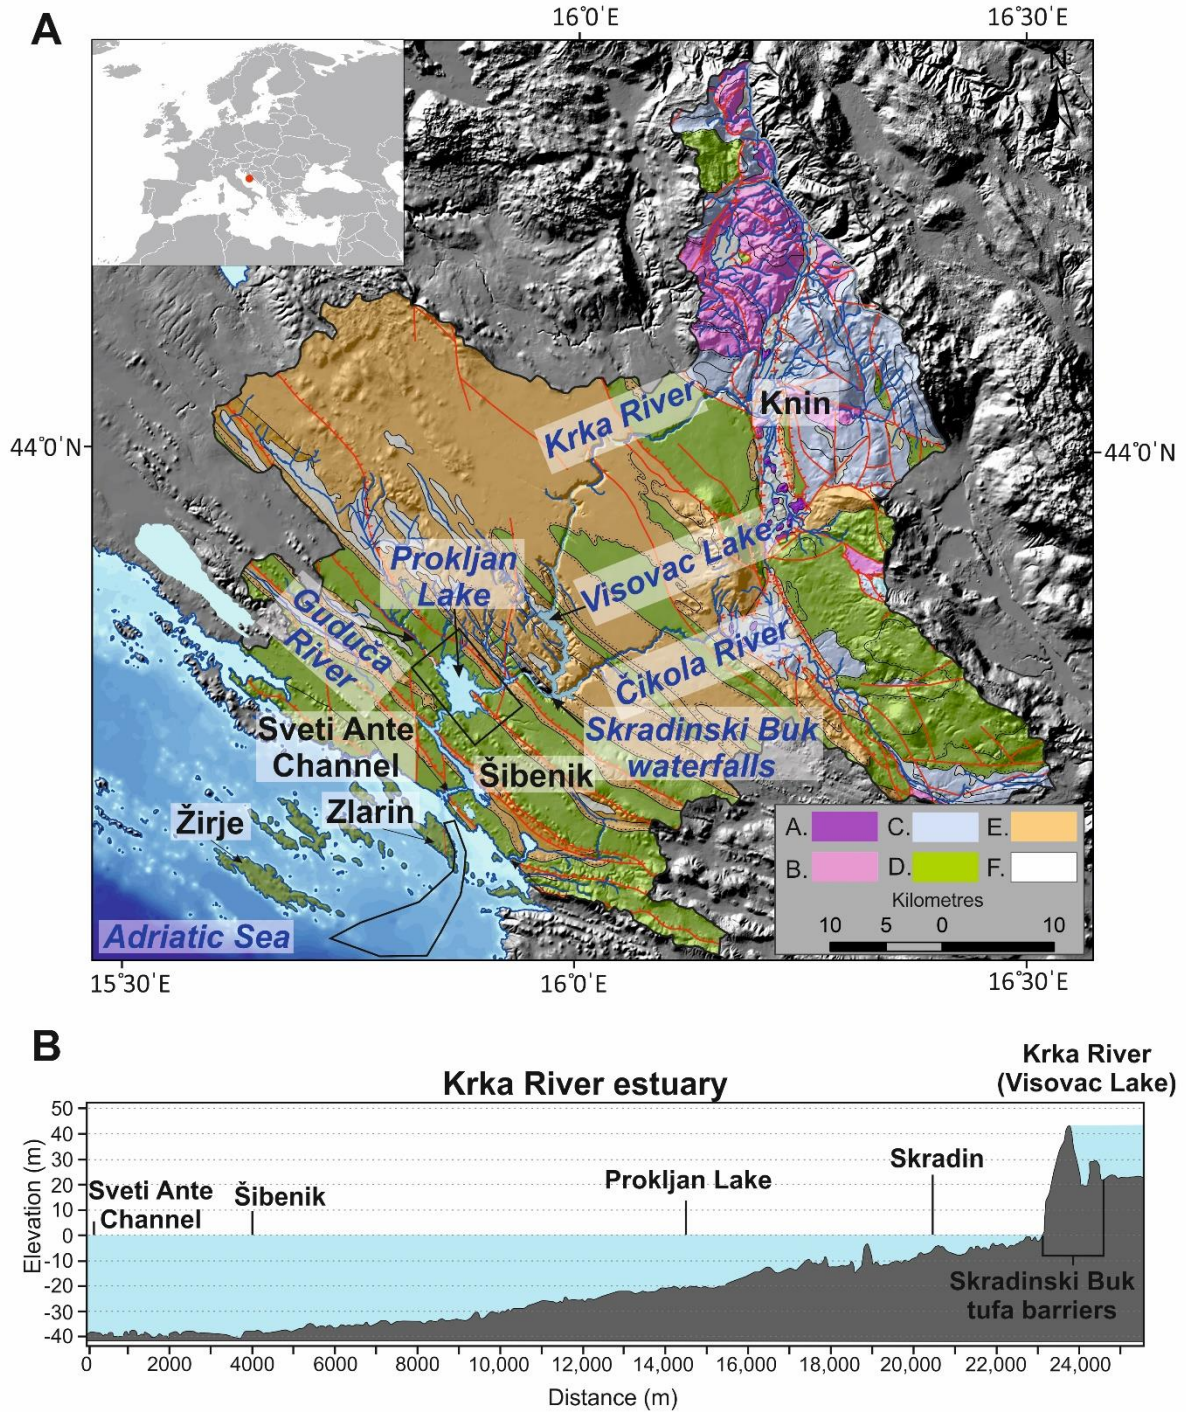 A
16°0'E
16°30'E
N
44°0'N
44°0'N
Krka River
Knin
Prokljan
Lake
Visovac Lake
Guduča
River
Čikola River
Sveti Ante
Channel
Skradinski Buk
waterfalls
Šibenik
Zlarin
Žirje
Adriatic Sea
A.
C.
E.
B.
D.
F.
Kilometres
10
5
0
10
15°30'E
16°0'E
16°30'E
B
Krka River estuary
Krka River
(Visovac Lake)
Elevation (m)
50
40
30
20
10
0
-10
-20
-30
-40
Sveti Ante
Channel
Šibenik
Prokljan Lake
Skradin
Skradinski Buk
tufa barriers
0
2000
4000
6000
8000
10,000
12,000
14,000
16,000
18,000
20,000
22,000
24,000
Distance (m)